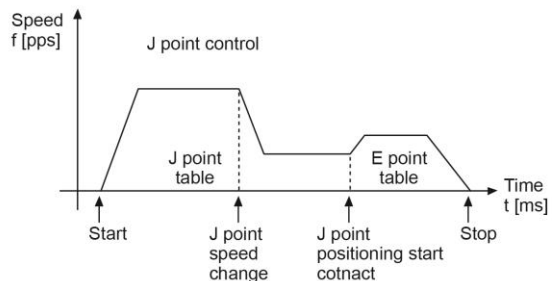 Speed
f [pps]
J point control
J point
table
E point
table
Time
t [ms]
Start
J point
speed
change
J point
positioning start
cotnact
Stop